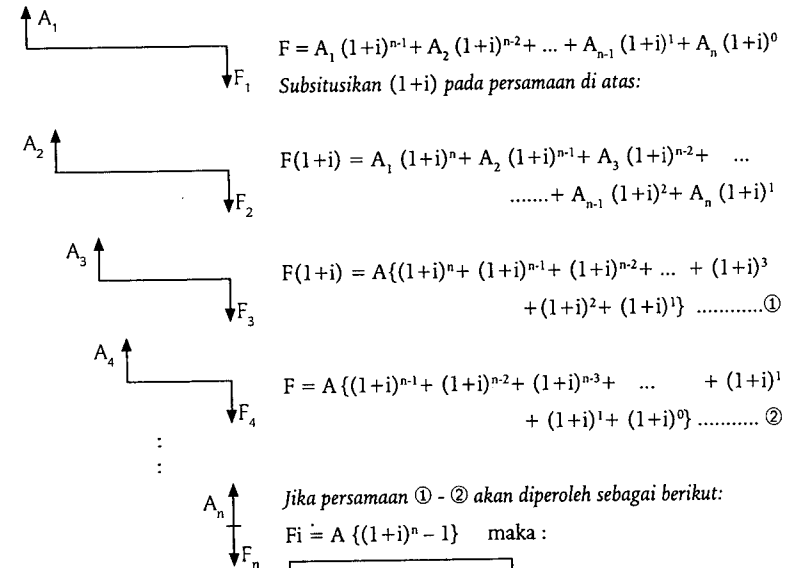 A₁
F = A₁ (1+i)ⁿ⁻¹+ A₂ (1+i)ⁿ⁻²+ ... + Aₙ₋₁ (1+i)¹+ Aₙ (1+i)⁰
F₁
Subsitusikan (1+i) pada persamaan di atas:
A₂
F(1+i) = A₁ (1+i)ⁿ+ A₂ (1+i)ⁿ⁻¹+ A₃ (1+i)ⁿ⁻²+ ...
.......+ Aₙ₋₁ (1+i)²+ Aₙ (1+i)¹
F₂
A₃
F(1+i) = A{(1+i)ⁿ+ (1+i)ⁿ⁻¹+ (1+i)ⁿ⁻²+ ... + (1+i)³
+(1+i)²+ (1+i)¹} ............①
F₃
A₄
F = A {(1+i)ⁿ⁻¹+ (1+i)ⁿ⁻²+ (1+i)ⁿ⁻³+ ... + (1+i)¹
+ (1+i)¹+ (1+i)⁰} ........... ②
F₄
:
:
Aₙ
Jika persamaan ① - ② akan diperoleh sebagai berikut:
Fi = A {(1+i)ⁿ – 1} maka :
Fₙ